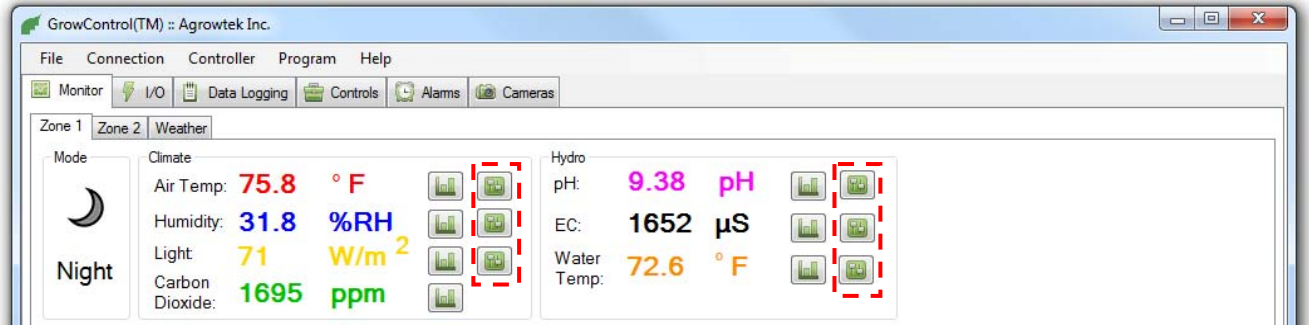 GrowControl(TM) :: Agrowtek Inc.
File Connection Controller Program Help
Monitor I/O Data Logging Controls Alarms Cameras
Zone 1 Zone 2 Weather
Mode
Night
Climate
Air Temp: 75.8 ° F
Humidity: 31.8 %RH
Light: 71 W/m 2
Carbon
Dioxide: 1695 ppm
Hydro
pH: 9.38 pH
EC: 1652 µS
Water
Temp: 72.6 ° F